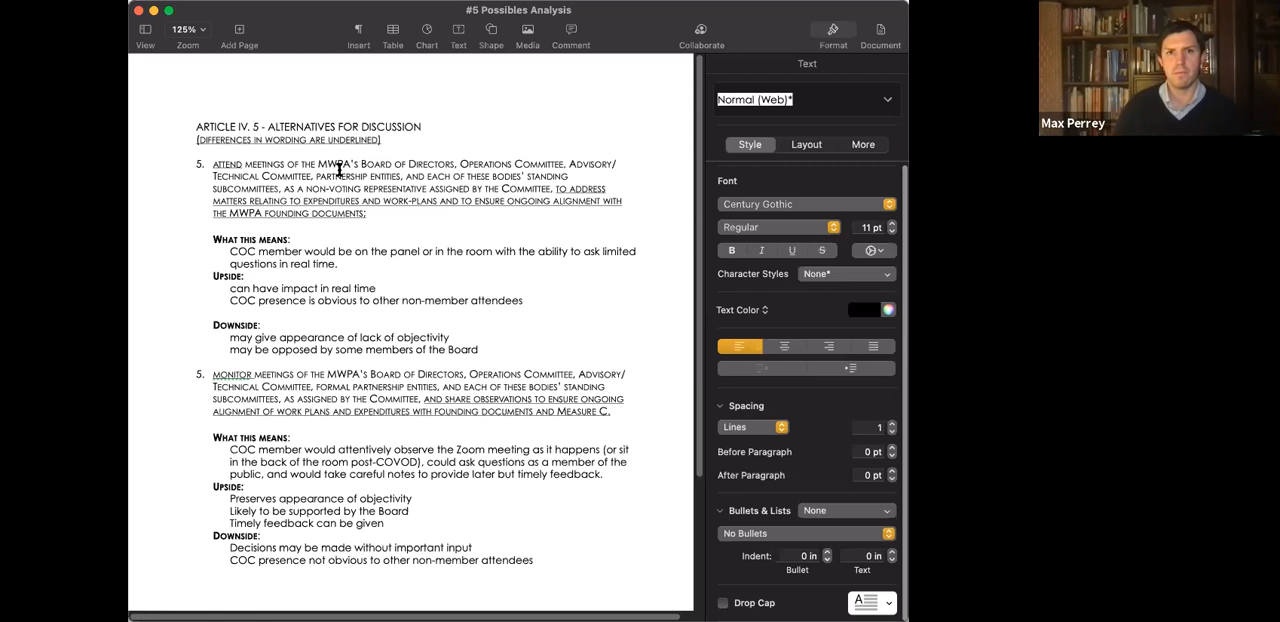 #5 Possibles Analysis
125%
View
Zoom
Add Page
Insert
Table
Chart
Text
Shape
Media
Comment
Collaborate
Format
Document
ARTICLE IV. 5 - ALTERNATIVES FOR DISCUSSION
(DIFFERENCES IN WORDING ARE UNDERLINED)
5. ATTEND MEETINGS OF THE MWPA'S BOARD OF DIRECTORS, OPERATIONS COMMITTEE, ADVISORY/
TECHNICAL COMMITTEE, PARTNERSHIP ENTITIES, AND EACH OF THESE BODIES' STANDING
SUBCOMMITTEES, AS A NON-VOTING REPRESENTATIVE ASSIGNED BY THE COMMITTEE, TO ADDRESS
MATTERS RELATING TO EXPENDITURES AND WORK-PLANS AND TO ENSURE ONGOING ALIGNMENT WITH
THE MWPA FOUNDING DOCUMENTS;
WHAT THIS MEANS:
COC member would be on the panel or in the room with the ability to ask limited
questions in real time.
UPSIDE:
can have impact in real time
COC presence is obvious to other non-member attendees
DOWNSIDE:
may give appearance of lack of objectivity
may be opposed by some members of the Board
5. MONITOR MEETINGS OF THE MWPA'S BOARD OF DIRECTORS, OPERATIONS COMMITTEE, ADVISORY/
TECHNICAL COMMITTEE, FORMAL PARTNERSHIP ENTITIES, AND EACH OF THESE BODIES' STANDING
SUBCOMMITTEES, AS ASSIGNED BY THE COMMITTEE, AND SHARE OBSERVATIONS TO ENSURE ONGOING
ALIGNMENT OF WORK PLANS AND EXPENDITURES WITH FOUNDING DOCUMENTS AND MEASURE C.
WHAT THIS MEANS:
COC member would attentively observe the Zoom meeting as it happens (or sit
in the back of the room post-COVOD), could ask questions as a member of the
public, and would take careful notes to provide later but timely feedback.
UPSIDE:
Preserves appearance of objectivity
Likely to be supported by the Board
Timely feedback can be given
DOWNSIDE:
Decisions may be made without important input
COC presence not obvious to other non-member attendees
Text
Normal (Web)*
Style
Layout
More
Font
Century Gothic
Regular
11 pt
B I U S
Character Styles
None*
Text Color
Spacing
Lines
1
Before Paragraph
0 pt
After Paragraph
0 pt
Bullets & Lists
None
No Bullets
Indent:
0 in
0 in
Bullet
Text
Drop Cap
A
Max Perrey